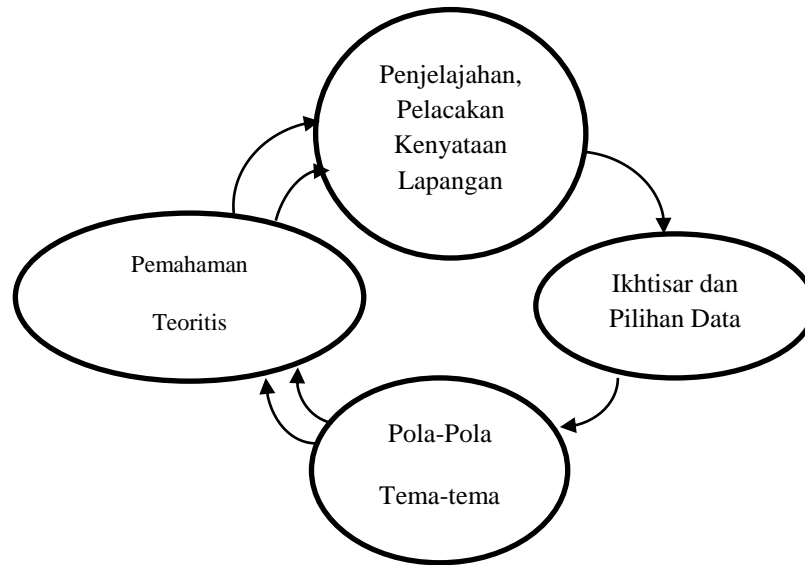 Penjelajahan,
Pelacakan
Kenyataan
Lapangan
Pemahaman
Teoritis
Ikhtisar dan
Pilihan Data
Pola-Pola
Tema-tema